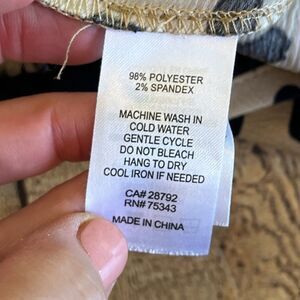 98% POLYESTER
2% SPANDEX
MACHINE WASH IN
COLD WATER
GENTLE CYCLE
DO NOT BLEACH
HANG TO DRY
COOL IRON IF NEEDED
CA# 28792
RN# 75343
MADE IN CHINA